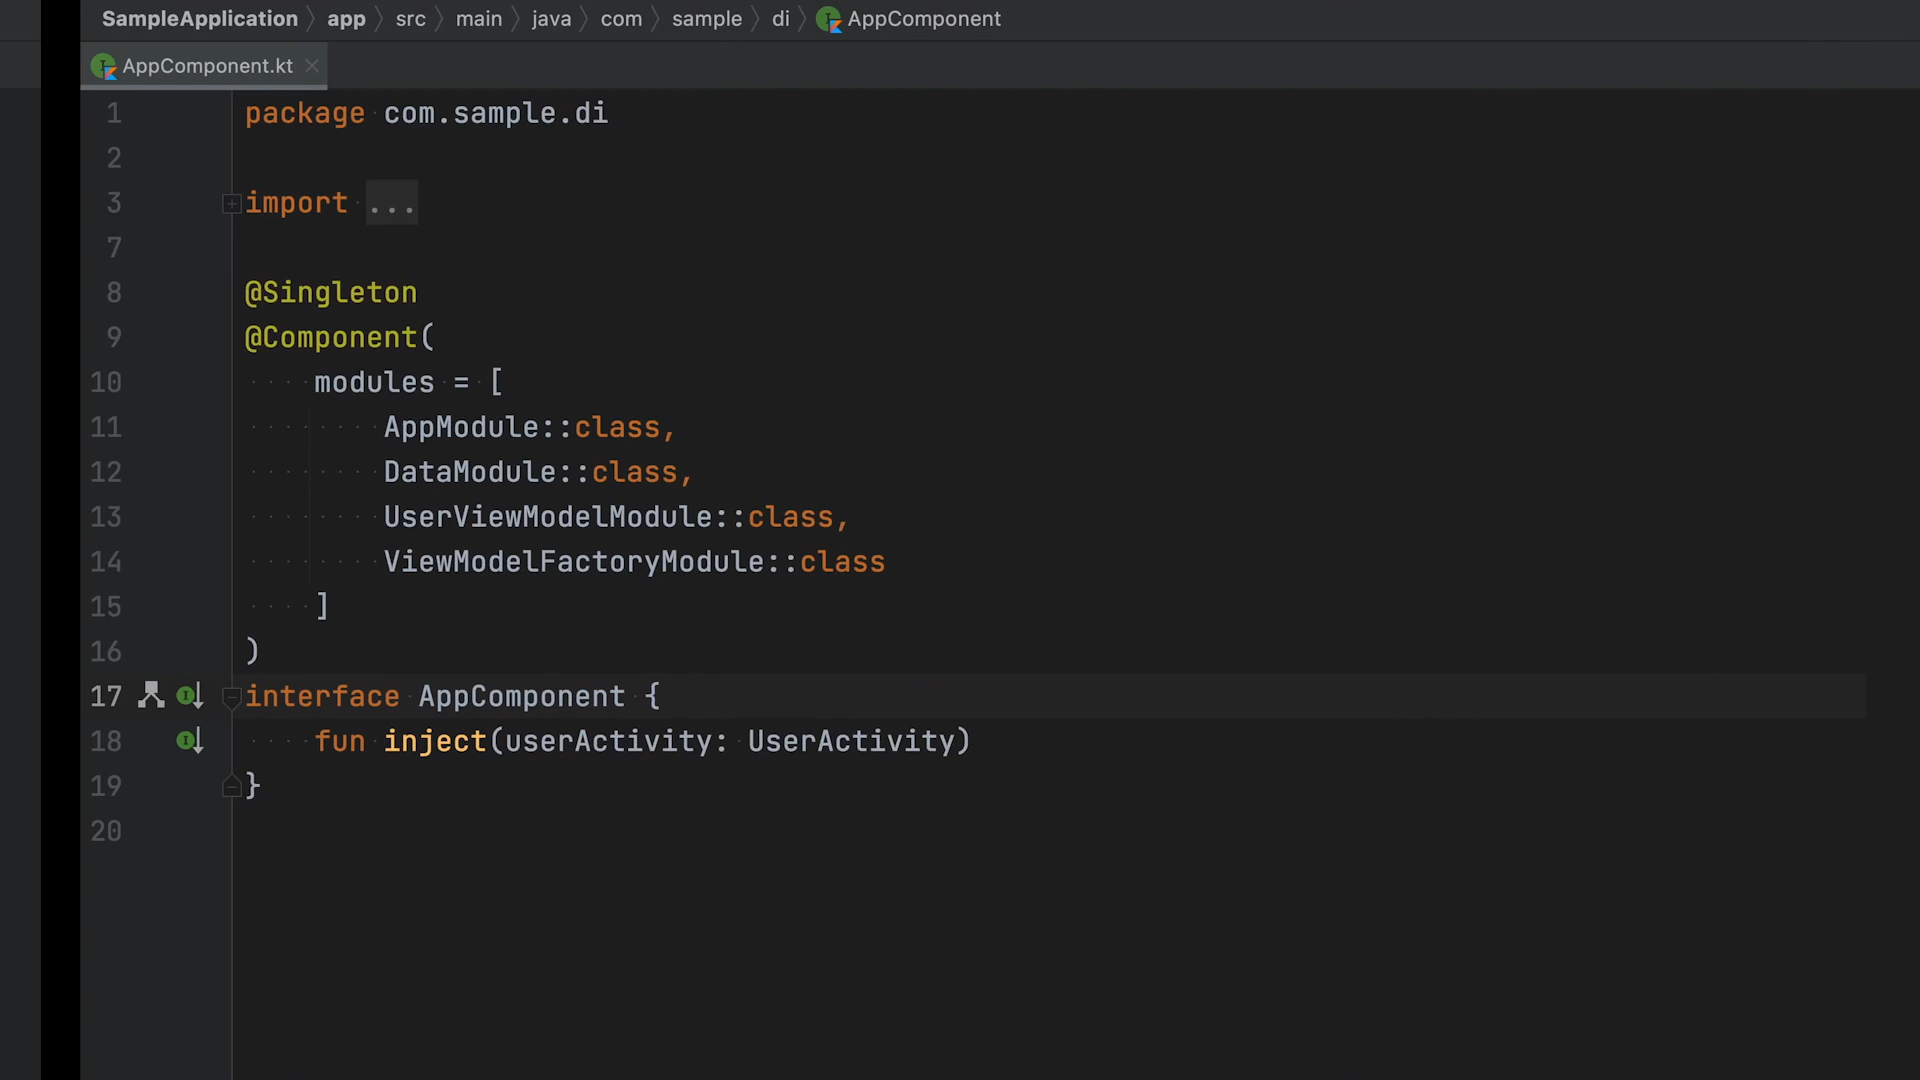 SampleApplication app src main java com sample di AppComponent
AppComponent.kt
1 package com.sample.di
2
3 import ...
7
8 @Singleton
9 @Component(
10 modules = [
11 AppModule::class,
12 DataModule::class,
13 UserViewModelModule::class,
14 ViewModelFactoryModule::class
15 ]
16 )
17 interface AppComponent {
18 fun inject(userActivity: UserActivity)
19 }
20